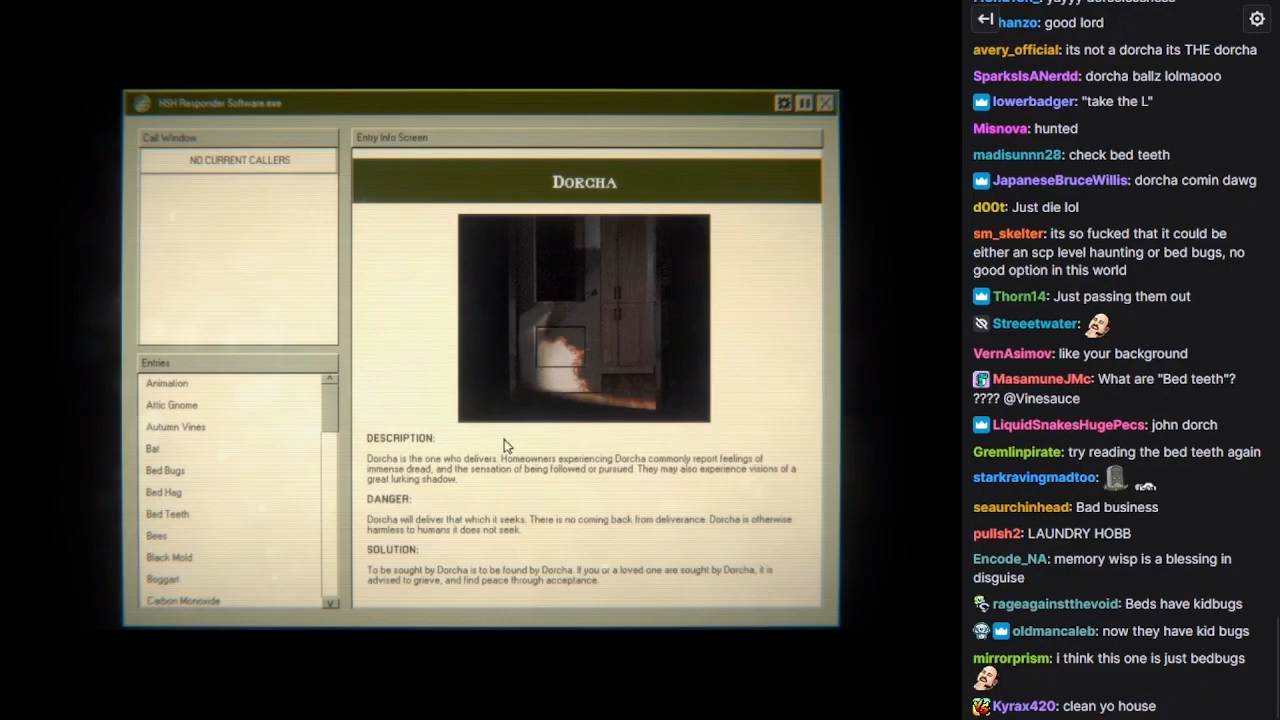 HSH Responder Software.exe
Call Window
NO CURRENT CALLERS
Entries
Animation
Attic Gnome
Autumn Vines
Bat
Bed Bugs
Bed Hag
Bed Teeth
Bees
Black Mold
Boggart
Carbon Monoxide
Entry Info Screen
DORCHA
DESCRIPTION:
Dorcha is the one who delivers. Homeowners experiencing Dorcha commonly report feelings of
immense dread, and the sensation of being followed or pursued. They may also experience visions of a
great lurking shadow.
DANGER:
Dorcha will deliver that which it seeks. There is no coming back from deliverance. Dorcha is otherwise
harmless to humans it does not seek.
SOLUTION:
To be sought by Dorcha is to be found by Dorcha. If you or a loved one are sought by Dorcha, it is
advised to grieve, and find peace through acceptance.
hanzo: good lord
avery_official: its not a dorcha its THE dorcha
SparksIsANerdd: dorcha ballz lolmaooo
lowerbadger: "take the L"
Misnova: hunted
madisunnn28: check bed teeth
JapaneseBruceWillis: dorcha comin dawg
d00t: Just die lol
sm_skelter: its so fucked that it could be
either an scp level haunting or bed bugs, no
good option in this world
Thorn14: Just passing them out
Streeetwater:
VernAsimov: like your background
MasamuneJMc: What are "Bed teeth"?
???? @Vinesauce
LiquidSnakesHugePecs: john dorch
Gremlinpirate: try reading the bed teeth again
starkravingmadtoo:
seaurchinhead: Bad business
pullsh2: LAUNDRY HOBB
Encode_NA: memory wisp is a blessing in
disguise
rageagainstthevoid: Beds have kidbugs
oldmancaleb: now they have kid bugs
mirrorprism: i think this one is just bedbugs
Kyrax420: clean yo house